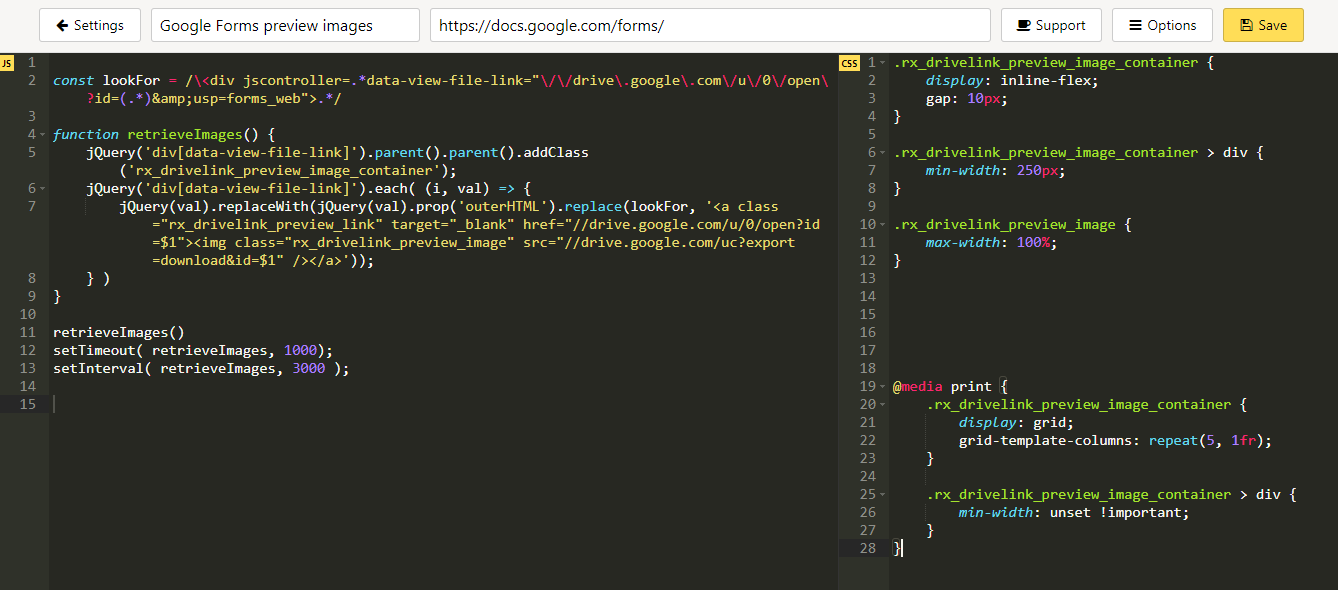 Settings
Google Forms preview images
https://docs.google.com/forms/
Support
Options
Save
JS
1
2 const lookFor = /\<div jscontroller=.*data-view-file-link="\/\/drive\.google\.com\/u\/0\/open\
?id=(.*)&amp;usp=forms_web">.*/
3
4 function retrieveImages() {
5 jQuery('div[data-view-file-link]').parent().parent().addClass
('rx_drivelink_preview_image_container');
6 jQuery('div[data-view-file-link]').each( (i, val) => {
7 jQuery(val).replaceWith(jQuery(val).prop('outerHTML').replace(lookFor, '<a class
="rx_drivelink_preview_link" target="_blank" href="//drive.google.com/u/0/open?id
=$1"><img class="rx_drivelink_preview_image" src="//drive.google.com/uc?export
=download&id=$1" /></a>'));
8 } )
9 }
10
11 retrieveImages()
12 setTimeout( retrieveImages, 1000);
13 setInterval( retrieveImages, 3000 );
14
15
CSS
1 .rx_drivelink_preview_image_container {
2 display: inline-flex;
3 gap: 10px;
4 }
5
6 .rx_drivelink_preview_image_container > div {
7 min-width: 250px;
8 }
9
10 .rx_drivelink_preview_image {
11 max-width: 100%;
12 }
13
14
15
16
17
18
19 @media print {
20 .rx_drivelink_preview_image_container {
21 display: grid;
22 grid-template-columns: repeat(5, 1fr);
23 }
24
25 .rx_drivelink_preview_image_container > div {
26 min-width: unset !important;
27 }
28 }